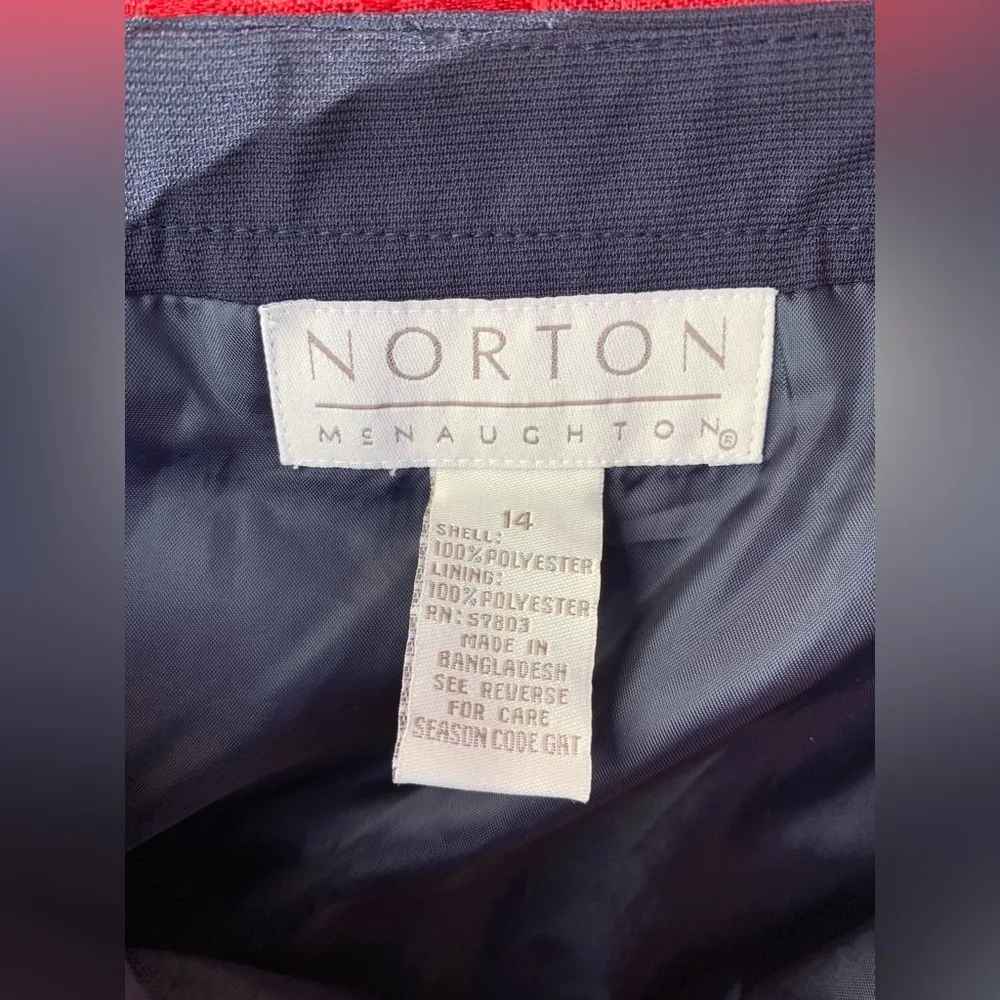 NORTON
McNAUGHTON®
14
SHELL:
100% POLYESTER
LINING:
100% POLYESTER
RN: 57803
MADE IN
BANGLADESH
SEE REVERSE
FOR CARE
SEASON CODE GAT